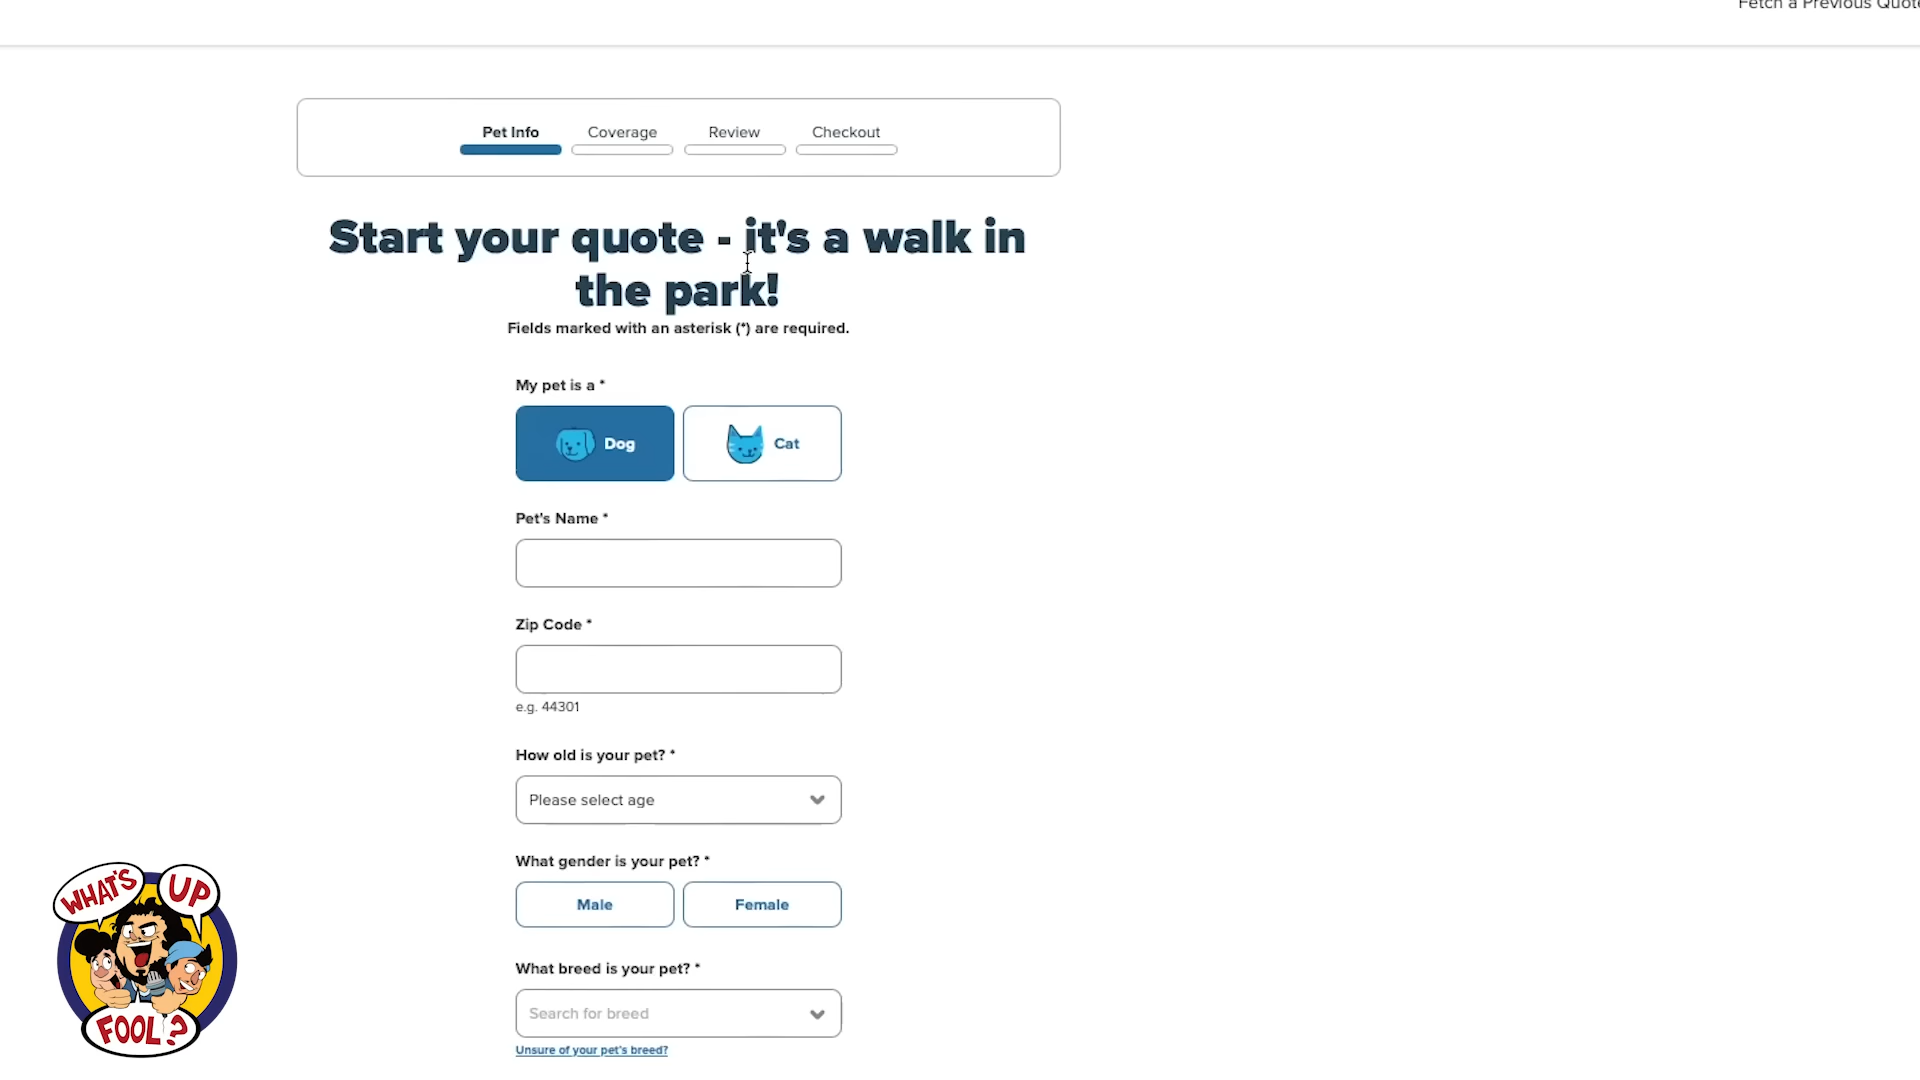 Fetch a Previous Quote
Pet Info
Coverage
Review
Checkout
Start your quote - it's a walk in
the park!
Fields marked with an asterisk (*) are required.
My pet is a *
Dog
Cat
Pet's Name *
Zip Code *
e.g. 44301
How old is your pet? *
Please select age
What gender is your pet? *
Male
Female
What breed is your pet? *
Search for breed
Unsure of your pet's breed?
WHAT'S
UP
FOOL?